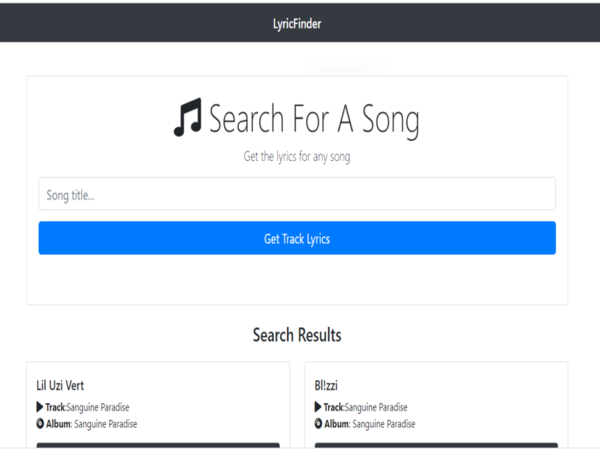 LyricFinder
Search For A Song
Get the lyrics for any song
Song title...
Get Track Lyrics
Search Results
Lil Uzi Vert
Track:Sanguine Paradise
Album: Sanguine Paradise
Bl!zzi
Track:Sanguine Paradise
Album: Sanguine Paradise